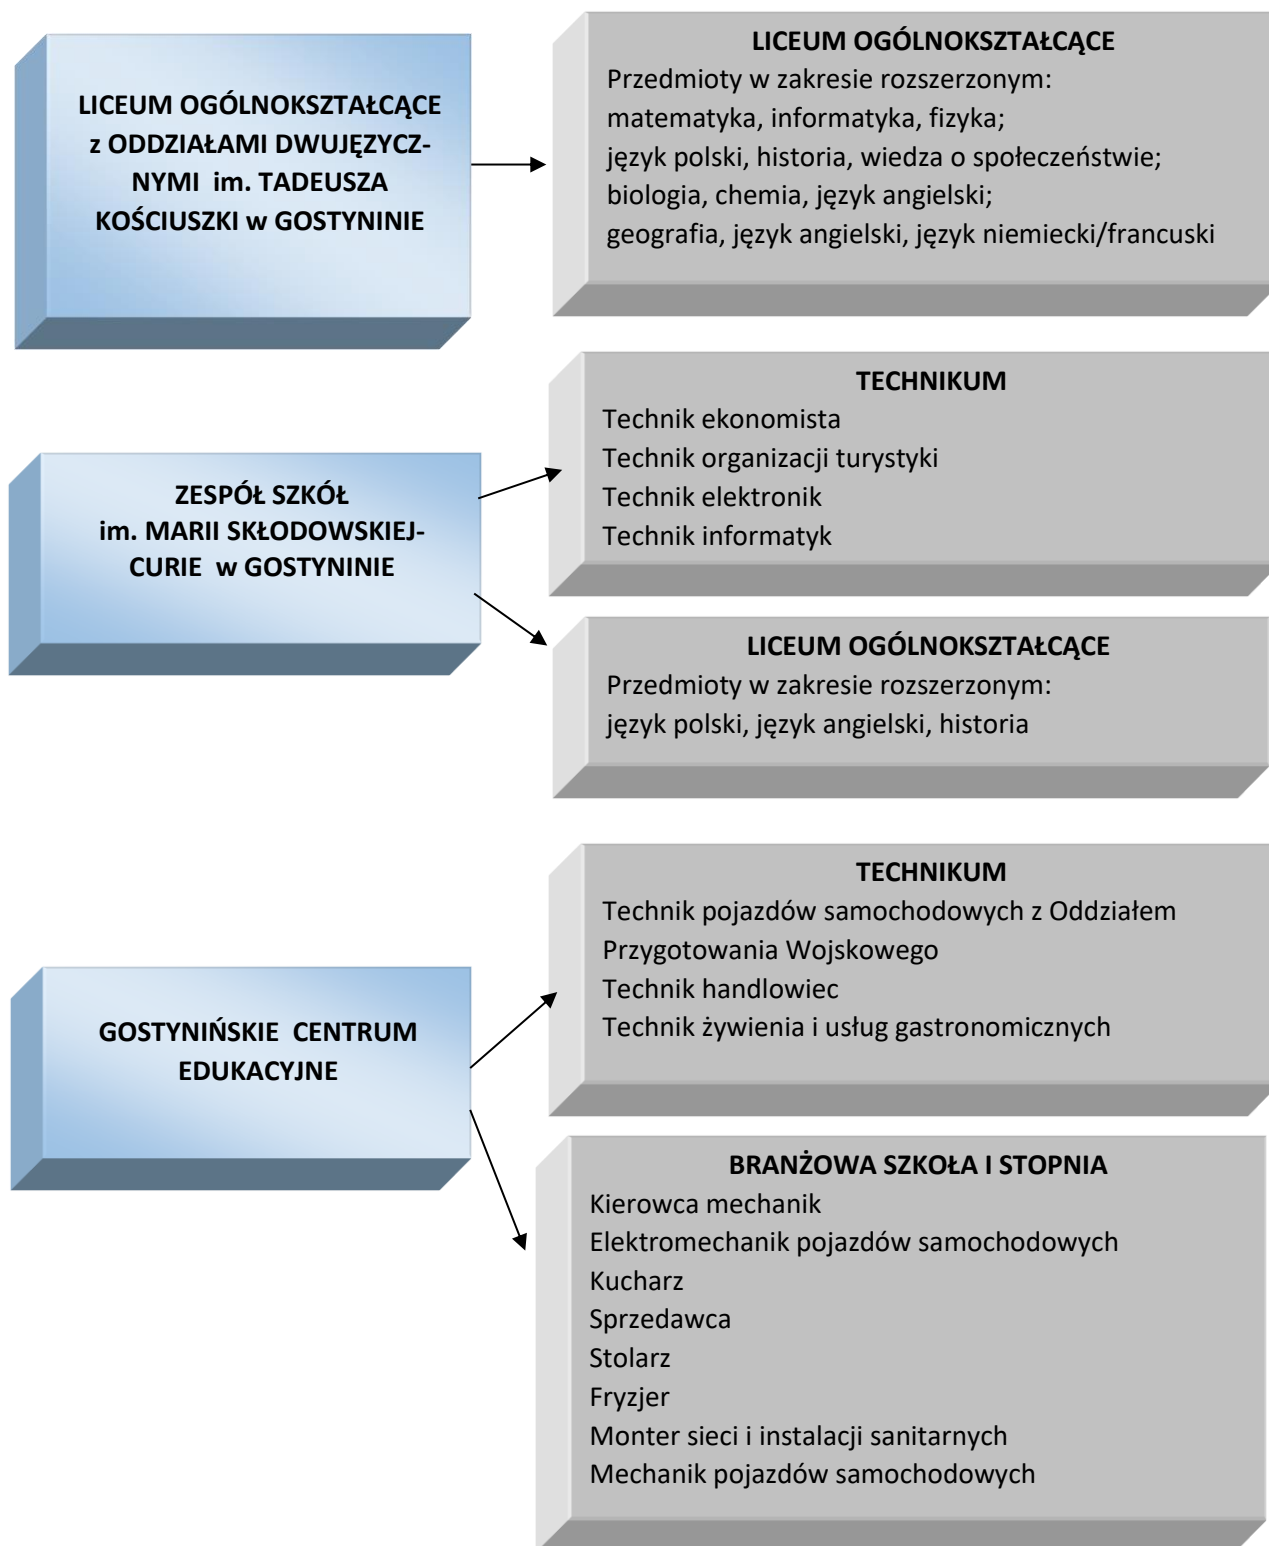 LICEUM OGÓLNOKSZTAŁCĄCE
z ODDZIAŁAMI DWUJĘZYCZ-
NYMI im. TADEUSZA
KOŚCIUSZKI w GOSTYNINIE
LICEUM OGÓLNOKSZTAŁCĄCE
Przedmioty w zakresie rozszerzonym:
matematyka, informatyka, fizyka;
język polski, historia, wiedza o społeczeństwie;
biologia, chemia, język angielski;
geografia, język angielski, język niemiecki/francuski
ZESPÓŁ SZKÓŁ
im. MARII SKŁODOWSKIEJ-
CURIE w GOSTYNINIE
TECHNIKUM
Technik ekonomista
Technik organizacji turystyki
Technik elektronik
Technik informatyk
LICEUM OGÓLNOKSZTAŁCĄCE
Przedmioty w zakresie rozszerzonym:
język polski, język angielski, historia
GOSTYNIŃSKIE CENTRUM
EDUKACYJNE
TECHNIKUM
Technik pojazdów samochodowych z Oddziałem
Przygotowania Wojskowego
Technik handlowiec
Technik żywienia i usług gastronomicznych
BRANŻOWA SZKOŁA I STOPNIA
Kierowca mechanik
Elektromechanik pojazdów samochodowych
Kucharz
Sprzedawca
Stolarz
Fryzjer
Monter sieci i instalacji sanitarnych
Mechanik pojazdów samochodowych